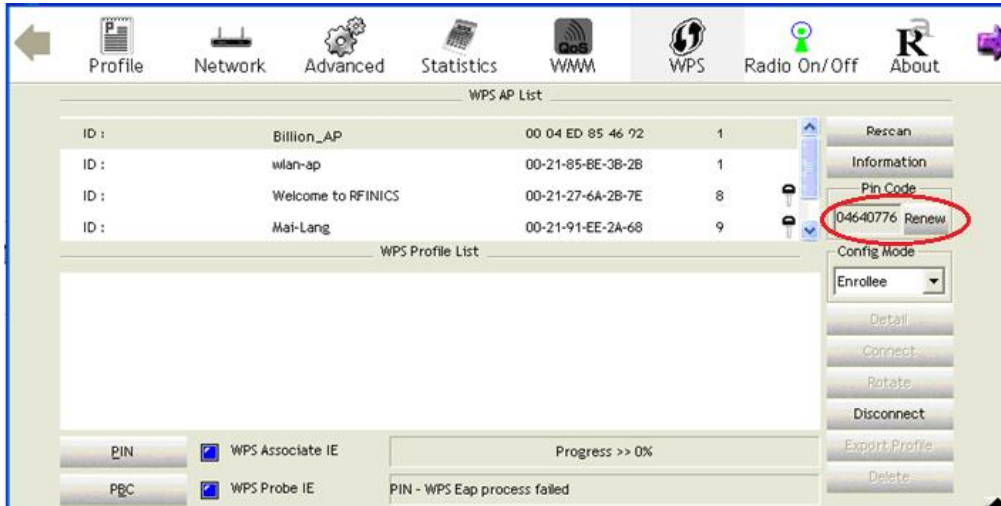 Profile Network Advanced Statistics QoS WMM WPS Radio On/Off R a About
WPS AP List
ID : Billion_AP 00 04 ED 85 46 92 1
ID : wlan-ap 00-21-85-BE-3B-2B 1
ID : Welcome to RFINICS 00-21-27-6A-2B-7E 8
ID : Mai-Lang 00-21-91-EE-2A-68 9
Rescan
Information
Pin Code
04640776 Renew
Config Mode
Enrollee
Detail
Connect
Rotate
Disconnect
Export Profile
Delete
WPS Profile List
PIN WPS Associate IE Progress >> 0%
PBC WPS Probe IE PIN - WPS Eap process failed